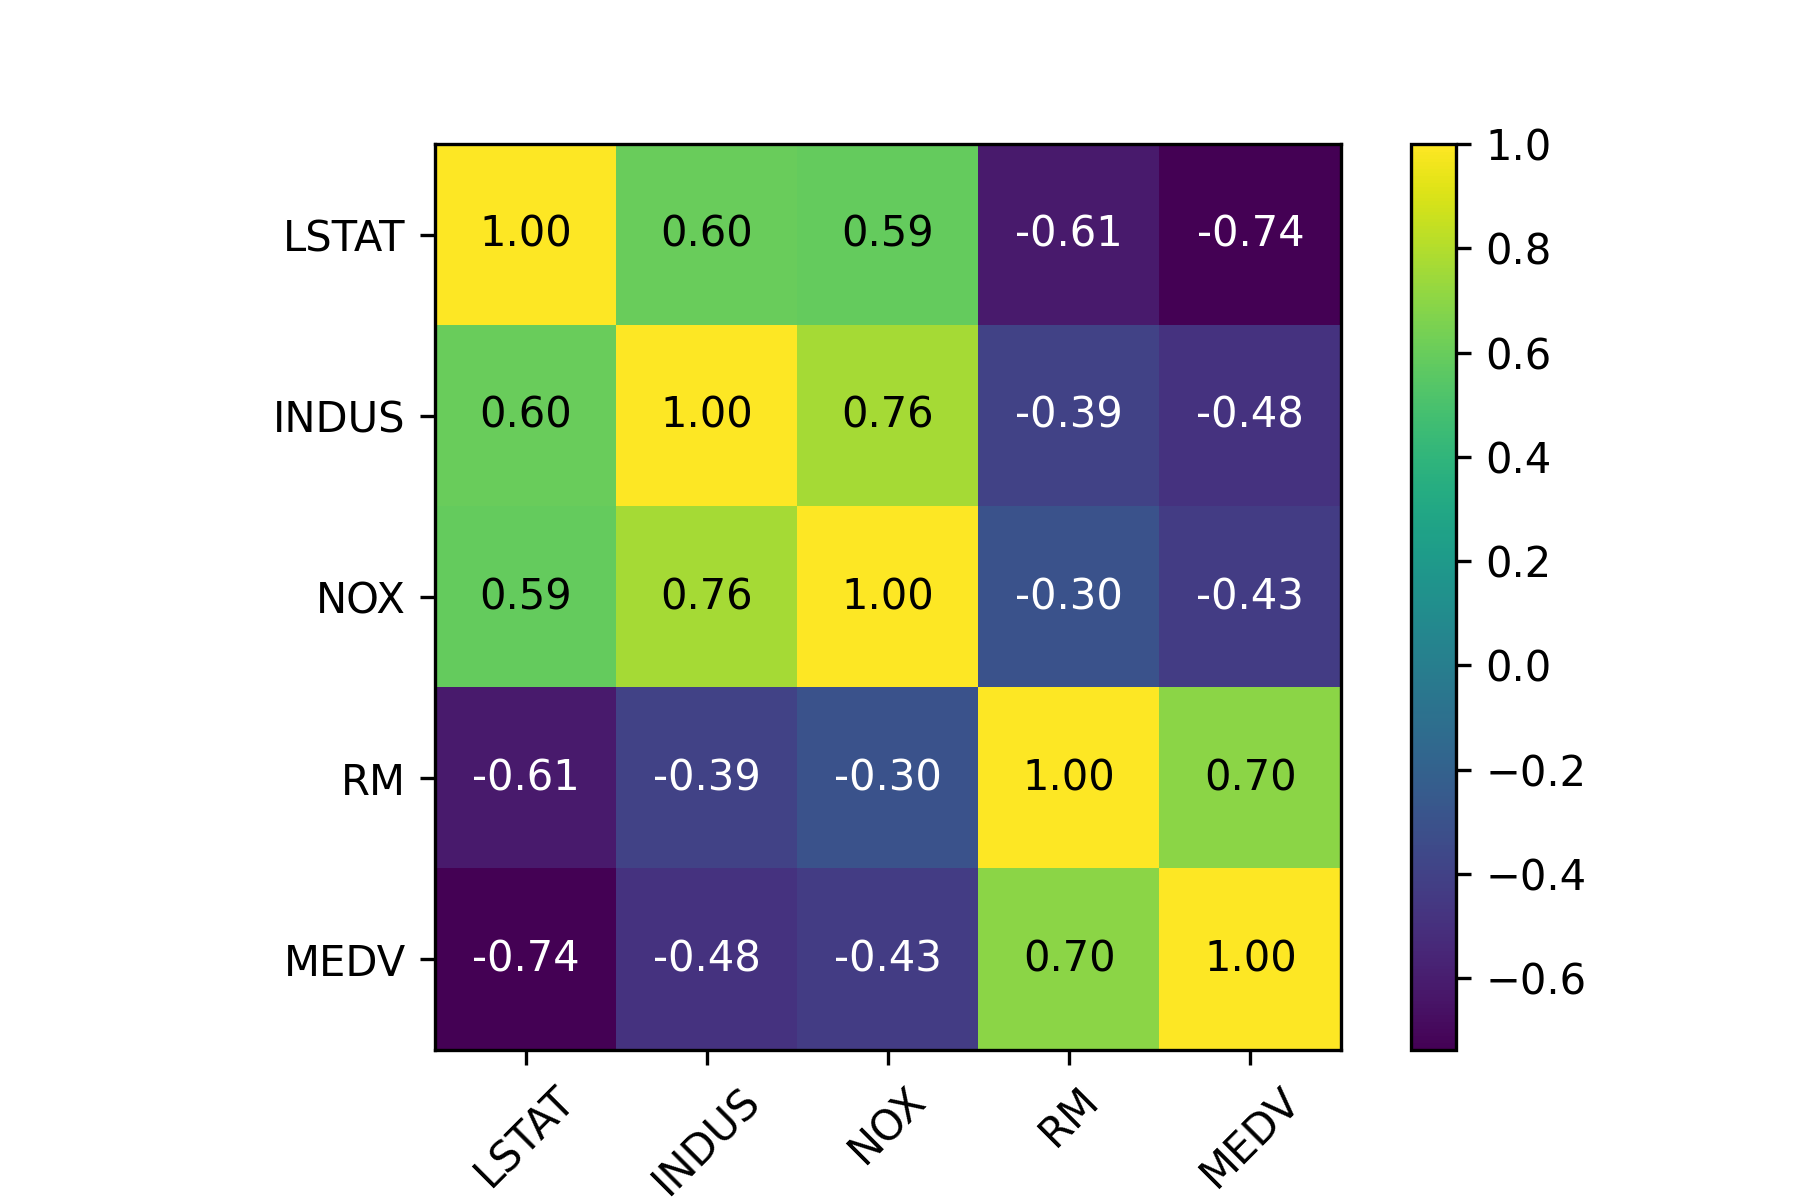 LSTAT 1.00 0.60 0.59 -0.61 -0.74
INDUS 0.60 1.00 0.76 -0.39 -0.48
NOX 0.59 0.76 1.00 -0.30 -0.43
RM -0.61 -0.39 -0.30 1.00 0.70
MEDV -0.74 -0.48 -0.43 0.70 1.00
LSTAT INDUS NOX RM MEDV
1.0
0.8
0.6
0.4
0.2
0.0
−0.2
−0.4
−0.6